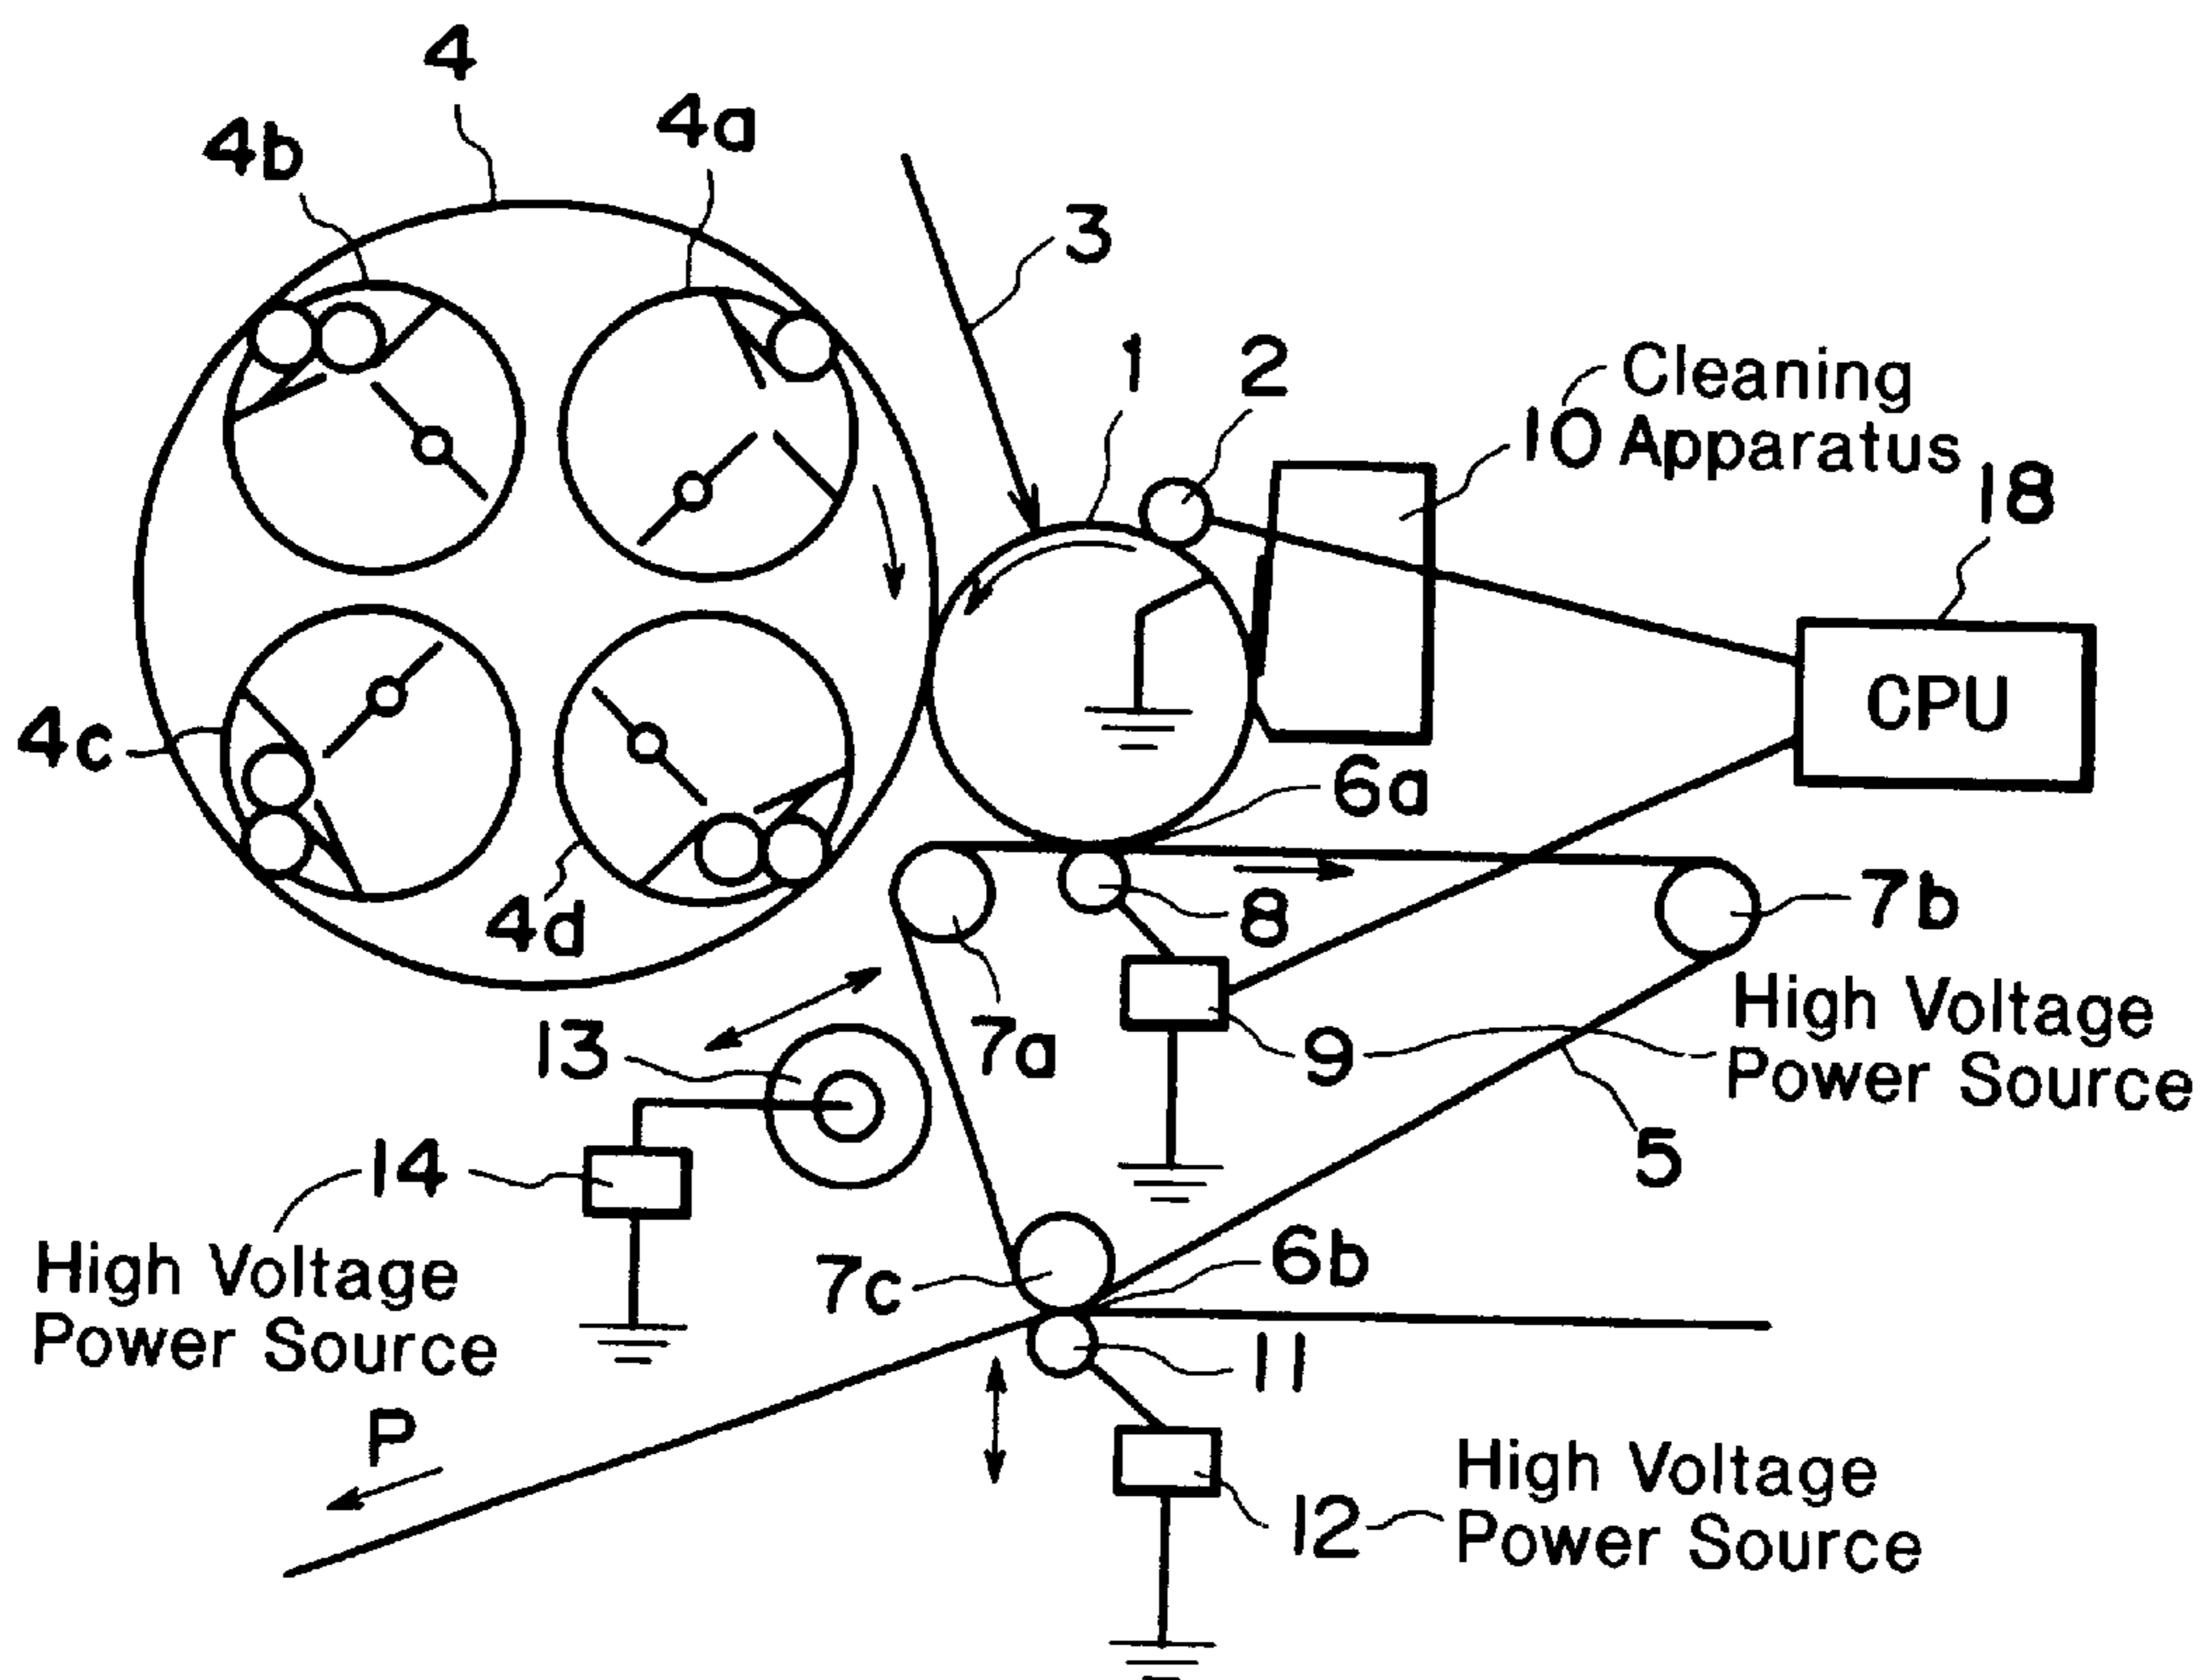 4
4b
4a
3
1
2
Cleaning
10 Apparatus
18
CPU
4c
6a
4d
8
7b
13
7a
9
High Voltage
Power Source
14
5
High Voltage
Power Source
7c
6b
11
P
12
High Voltage
Power Source